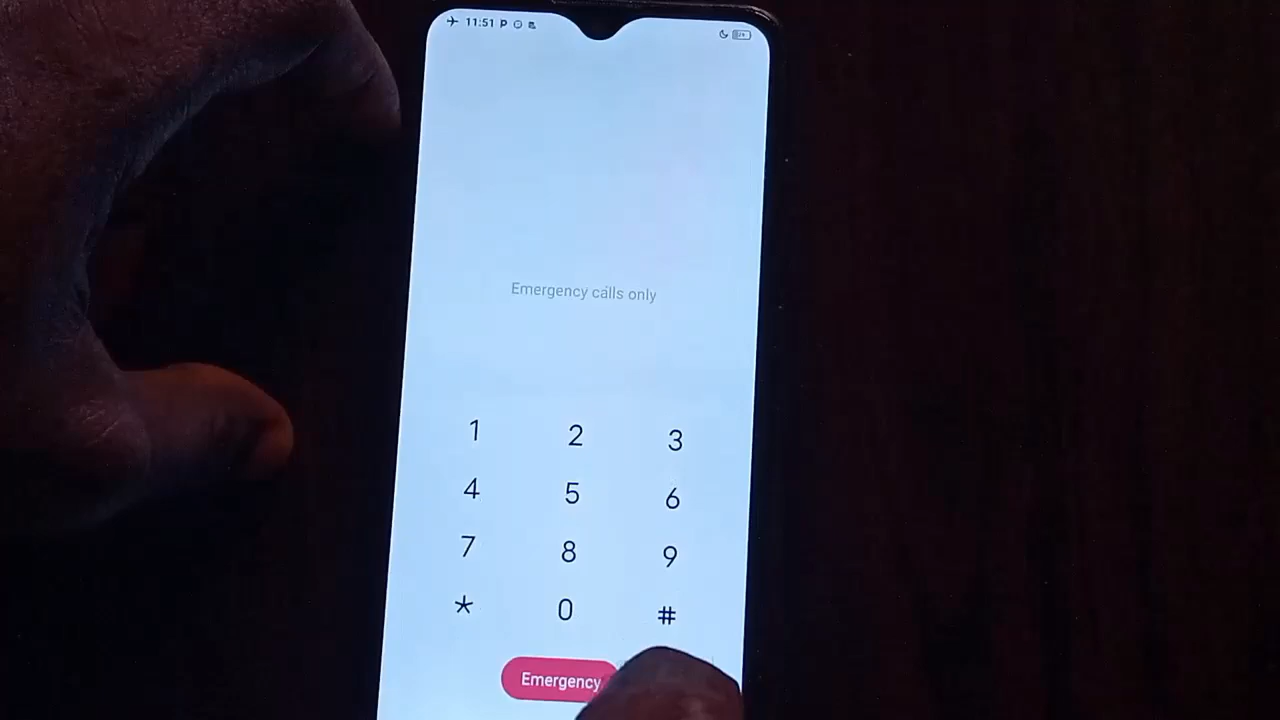 11:51 P
Emergency calls only
1 2 3
4 5 6
7 8 9
* 0 #
Emergency